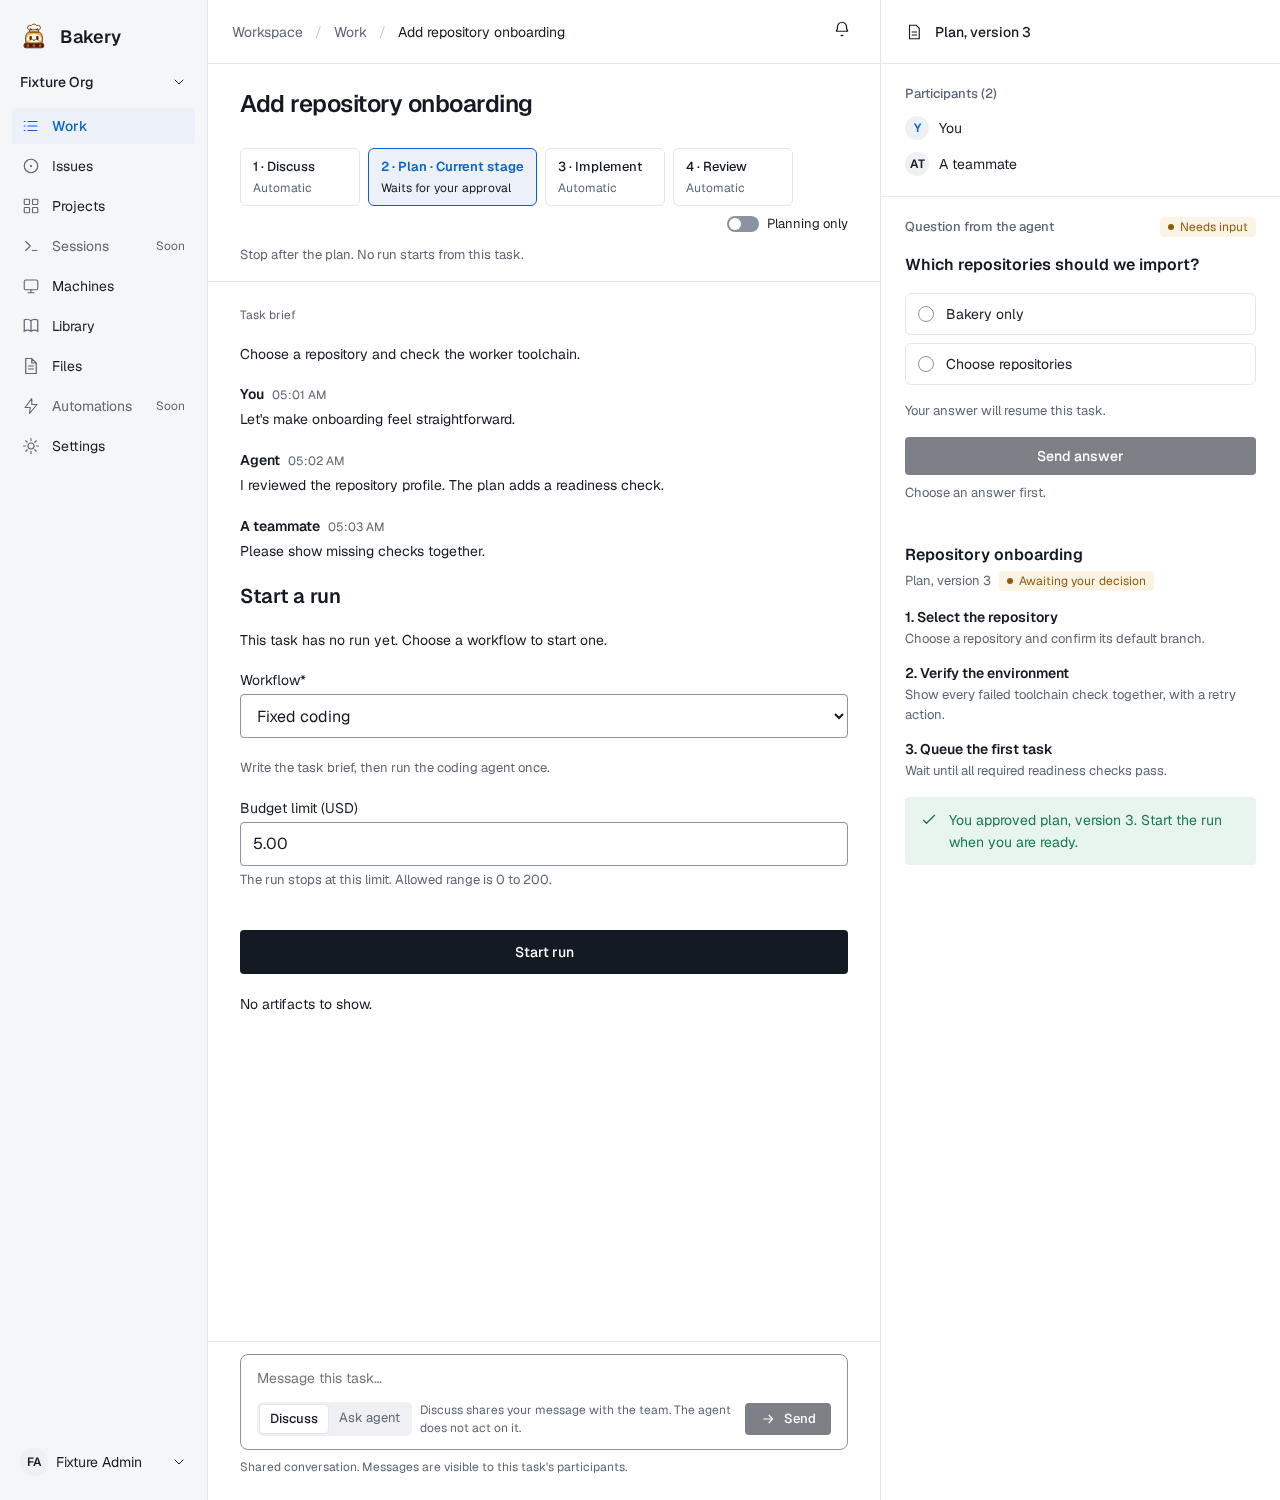 Bakery
Fixture Org
Work
Issues
Projects
Sessions Soon
Machines
Library
Files
Automations Soon
Settings
FA Fixture Admin
Workspace / Work / Add repository onboarding
Add repository onboarding
1 · Discuss
Automatic
2 · Plan · Current stage
Waits for your approval
3 · Implement
Automatic
4 · Review
Automatic
Planning only
Stop after the plan. No run starts from this task.
Task brief
Choose a repository and check the worker toolchain.
You 05:01 AM
Let's make onboarding feel straightforward.
Agent 05:02 AM
I reviewed the repository profile. The plan adds a readiness check.
A teammate 05:03 AM
Please show missing checks together.
Start a run
This task has no run yet. Choose a workflow to start one.
Workflow*
Fixed coding
Write the task brief, then run the coding agent once.
Budget limit (USD)
5.00
The run stops at this limit. Allowed range is 0 to 200.
Start run
No artifacts to show.
Message this task...
Discuss Ask agent
Discuss shares your message with the team. The agent
does not act on it.
Send
Shared conversation. Messages are visible to this task's participants.
Plan, version 3
Participants (2)
Y You
AT A teammate
Question from the agent Needs input
Which repositories should we import?
Bakery only
Choose repositories
Your answer will resume this task.
Send answer
Choose an answer first.
Repository onboarding
Plan, version 3 Awaiting your decision
1. Select the repository
Choose a repository and confirm its default branch.
2. Verify the environment
Show every failed toolchain check together, with a retry
action.
3. Queue the first task
Wait until all required readiness checks pass.
You approved plan, version 3. Start the run
when you are ready.